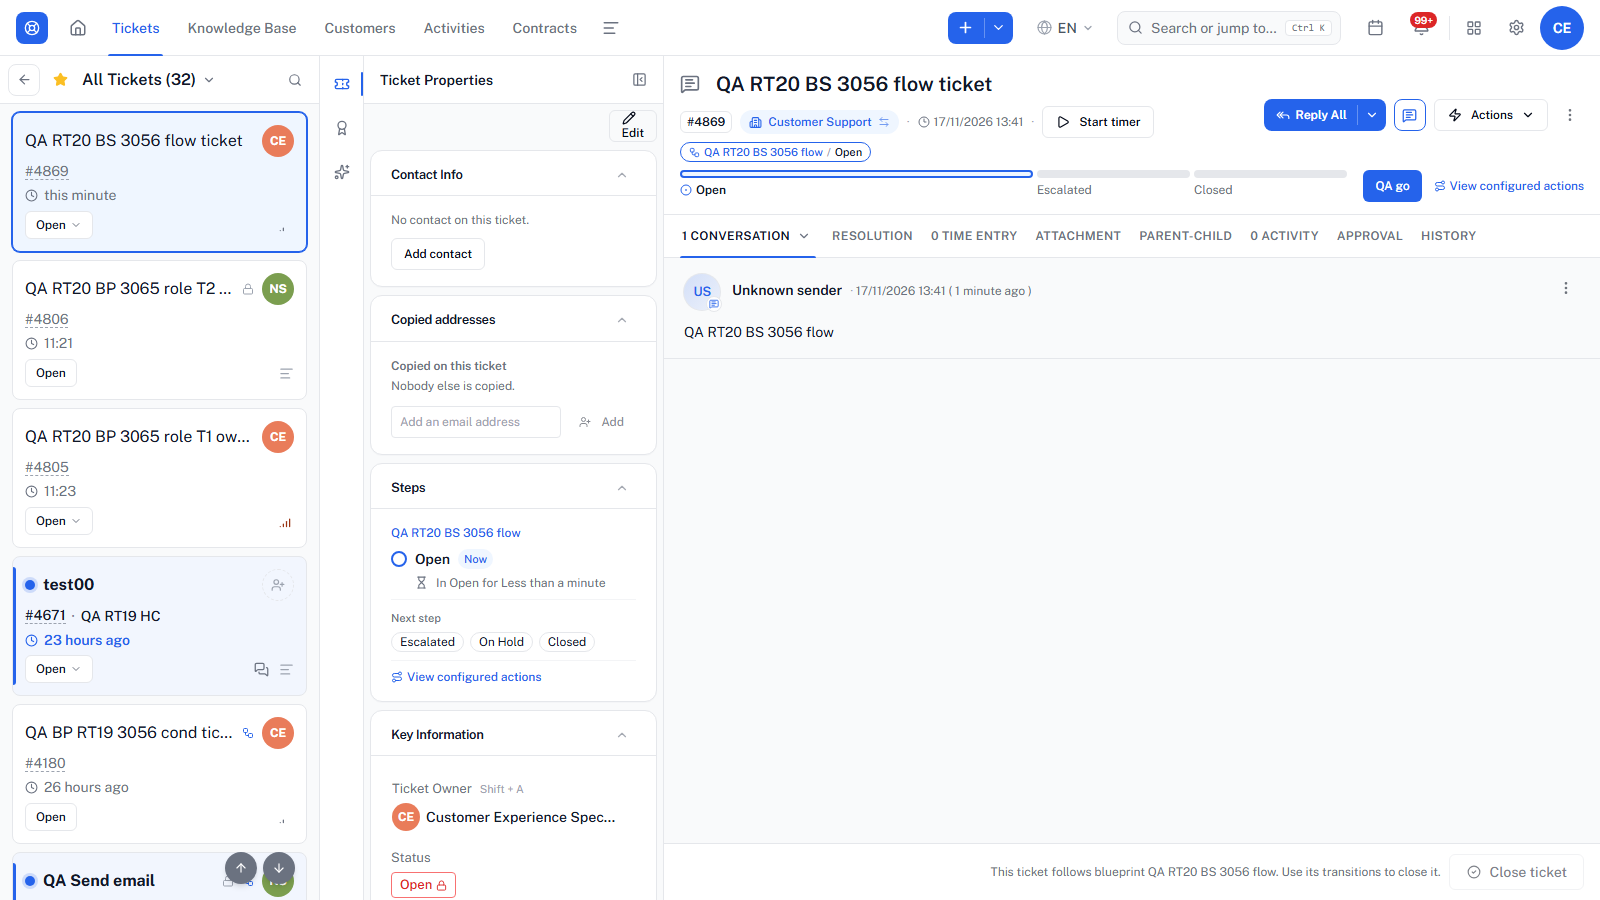 Tickets
Knowledge Base
Customers
Activities
Contracts
EN
Search or jump to...
Ctrl K
99+
CE
All Tickets (32)
QA RT20 BS 3056 flow ticket
CE
#4869
this minute
Open
QA RT20 BP 3065 role T2 ...
NS
#4806
11:21
Open
QA RT20 BP 3065 role T1 ow...
CE
#4805
11:23
Open
test00
#4671 · QA RT19 HC
23 hours ago
Open
QA BP RT19 3056 cond tic...
CE
#4180
26 hours ago
Open
QA Send email
Ticket Properties
Edit
Contact Info
No contact on this ticket.
Add contact
Copied addresses
Copied on this ticket
Nobody else is copied.
Add an email address
Add
Steps
QA RT20 BS 3056 flow
Open Now
In Open for Less than a minute
Next step
Escalated On Hold Closed
View configured actions
Key Information
Ticket Owner Shift + A
CE Customer Experience Spec...
Status
Open
QA RT20 BS 3056 flow ticket
#4869 Customer Support · 17/11/2026 13:41 · Start timer
Reply All
Actions
QA RT20 BS 3056 flow / Open
Open
Escalated
Closed
QA go
View configured actions
1 CONVERSATION
RESOLUTION
0 TIME ENTRY
ATTACHMENT
PARENT-CHILD
0 ACTIVITY
APPROVAL
HISTORY
US
Unknown sender · 17/11/2026 13:41 ( 1 minute ago )
QA RT20 BS 3056 flow
This ticket follows blueprint QA RT20 BS 3056 flow. Use its transitions to close it.
Close ticket